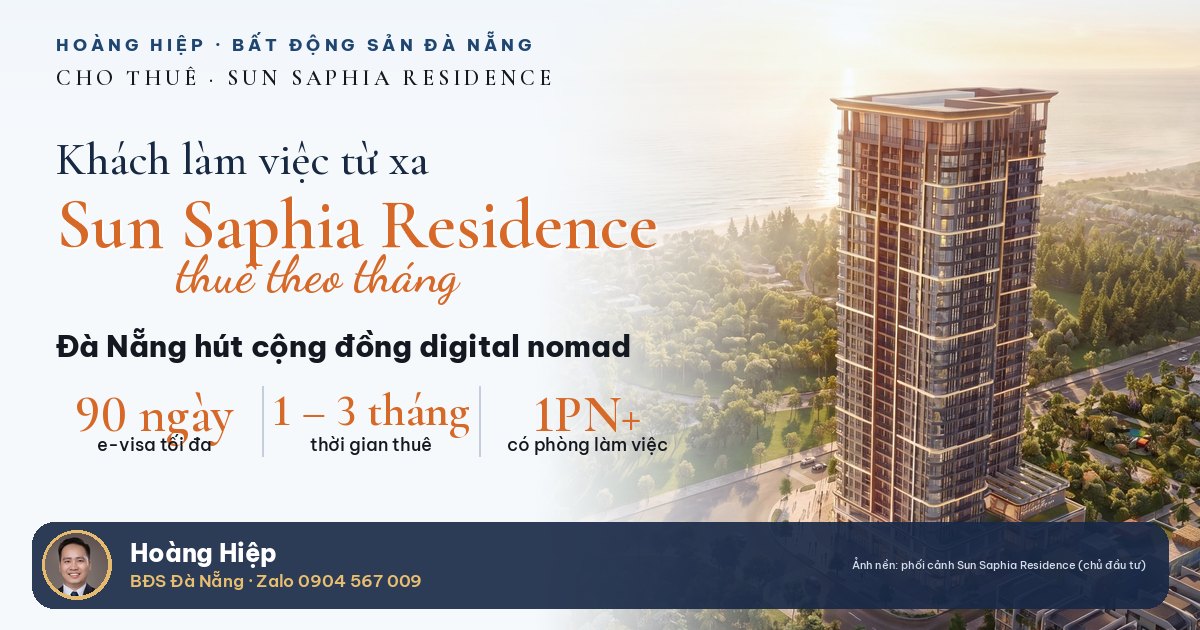 HOÀNG HIỆP · BẤT ĐỘNG SẢN ĐÀ NẴNG
CHO THUÊ · SUN SAPHIA RESIDENCE
Khách làm việc từ xa
Sun Saphia Residence
thuê theo tháng
Đà Nẵng hút cộng đồng digital nomad
90 ngày
e-visa tối đa
1 – 3 tháng
thời gian thuê
1PN+
có phòng làm việc
Hoàng Hiệp
BĐS Đà Nẵng · Zalo 0904 567 009
Ảnh nền: phối cảnh Sun Saphia Residence (chủ đầu tư)